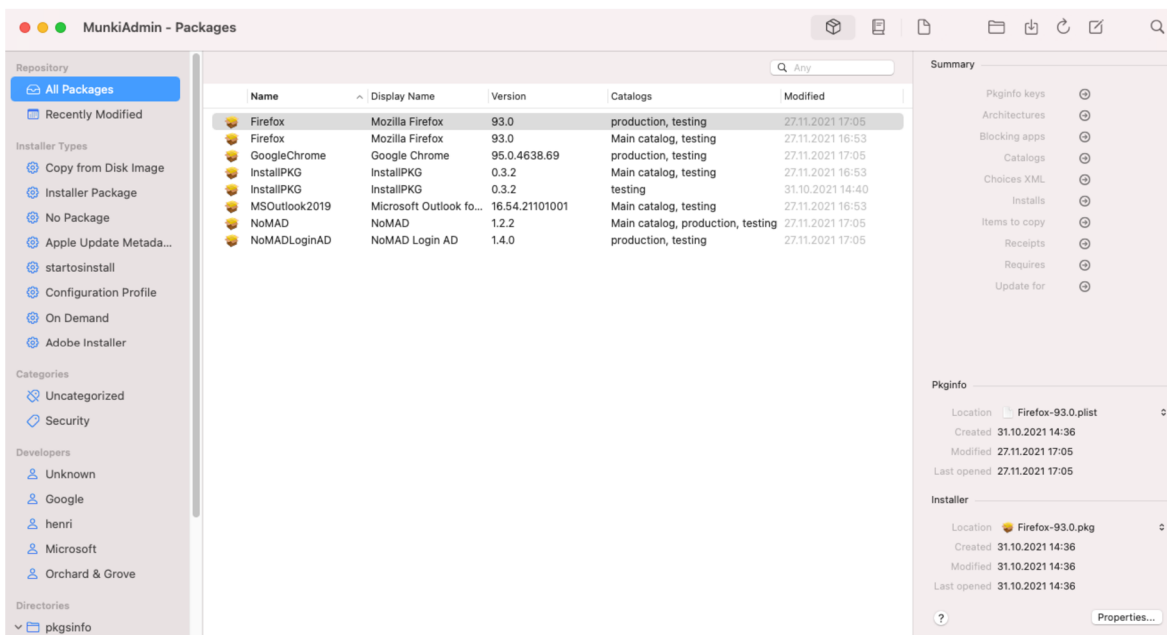 MunkiAdmin - Packages
Repository
All Packages
Recently Modified
Installer Types
Copy from Disk Image
Installer Package
No Package
Apple Update Metada...
startosinstall
Configuration Profile
On Demand
Adobe Installer
Categories
Uncategorized
Security
Developers
Unknown
Google
henri
Microsoft
Orchard & Grove
Directories
pkgsinfo
Any
Name Display Name Version Catalogs Modified
Firefox Mozilla Firefox 93.0 production, testing 27.11.2021 17:05
Firefox Mozilla Firefox 93.0 Main catalog, testing 27.11.2021 16:53
GoogleChrome Google Chrome 95.0.4638.69 production, testing 27.11.2021 17:05
InstallPKG InstallPKG 0.3.2 Main catalog, testing 27.11.2021 16:53
InstallPKG InstallPKG 0.3.2 testing 31.10.2021 14:40
MSOutlook2019 Microsoft Outlook fo... 16.54.21101001 Main catalog, testing 27.11.2021 16:53
NoMAD NoMAD 1.2.2 Main catalog, production, testing 27.11.2021 17:05
NoMADLoginAD NoMAD Login AD 1.4.0 production, testing 27.11.2021 17:05
Summary
Pkginfo keys
Architectures
Blocking apps
Catalogs
Choices XML
Installs
Items to copy
Receipts
Requires
Update for
Pkginfo
Location Firefox-93.0.plist
Created 31.10.2021 14:36
Modified 27.11.2021 17:05
Last opened 27.11.2021 17:05
Installer
Location Firefox-93.0.pkg
Created 31.10.2021 14:36
Modified 31.10.2021 14:36
Last opened 31.10.2021 14:36
? Properties...